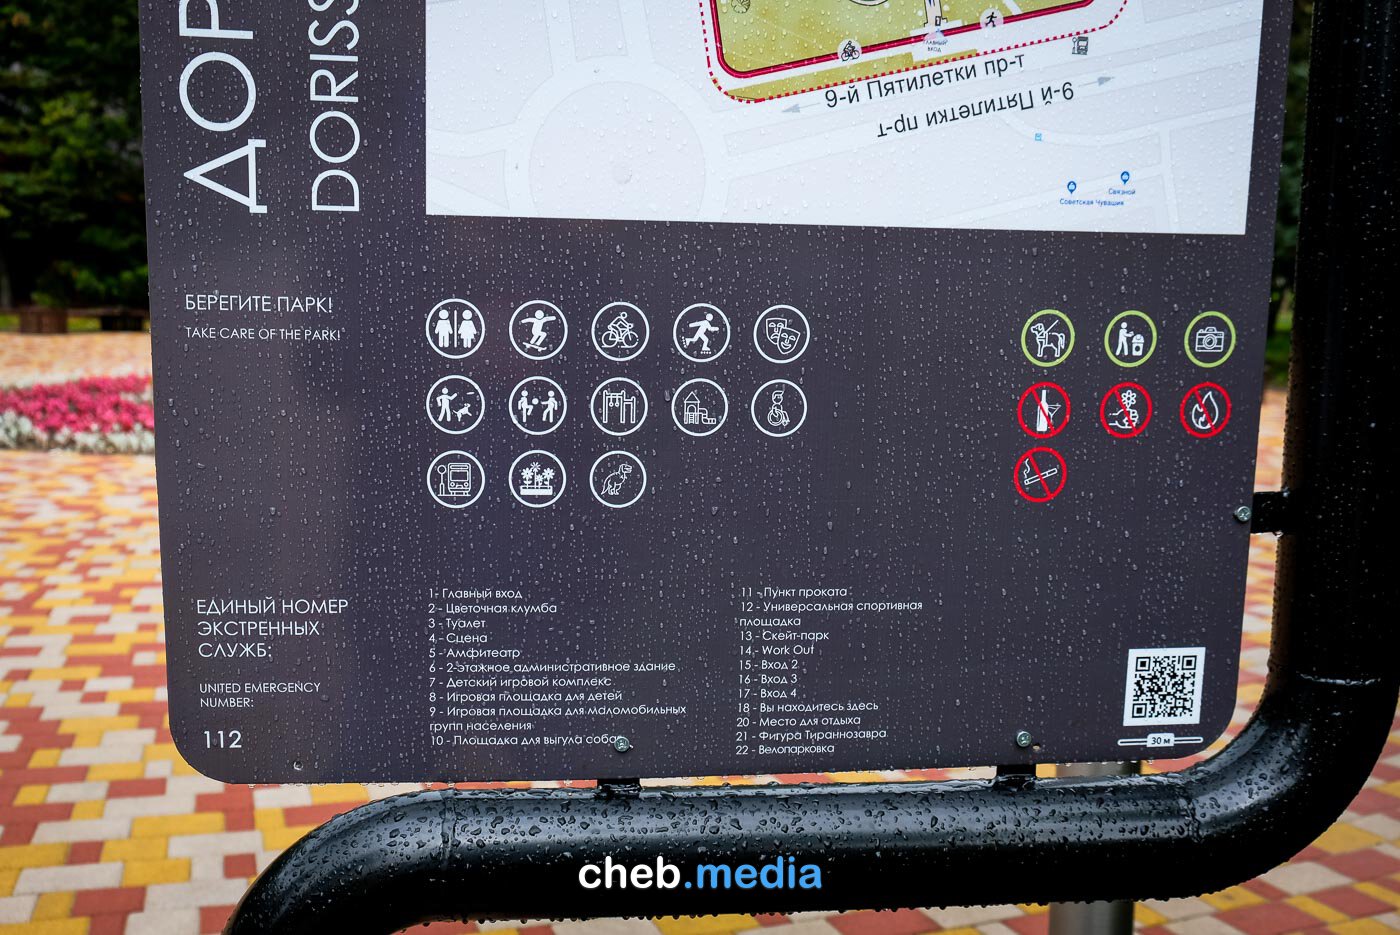 ДОР
DORISS
ГЛАВНЫЙ
ВХОД
9-й Пятилетки пр-т
9-й Пятилетки пр-т
Связной
Советская Чувашия
БЕРЕГИТЕ ПАРК!
TAKE CARE OF THE PARK!
ЕДИНЫЙ НОМЕР
ЭКСТРЕННЫХ
СЛУЖБ:
UNITED EMERGENCY
NUMBER:
112
1- Главный вход
2 - Цветочная клумба
3 - Туалет
4 - Сцена
5 - Амфитеатр
6 - 2-этажное административное здание
7 - Детский игровой комплекс
8 - Игровая площадка для детей
9 - Игровая площадка для маломобильных
групп населения
10 - Площадка для выгула собак
11 - Пункт проката
12 - Универсальная спортивная
площадка
13 - Скейт-парк
14 - Work Out
15 - Вход 2
16 - Вход 3
17 - Вход 4
18 - Вы находитесь здесь
20 - Место для отдыха
21 - Фигура Тираннозавра
22 - Велопарковка
30 м
cheb.media